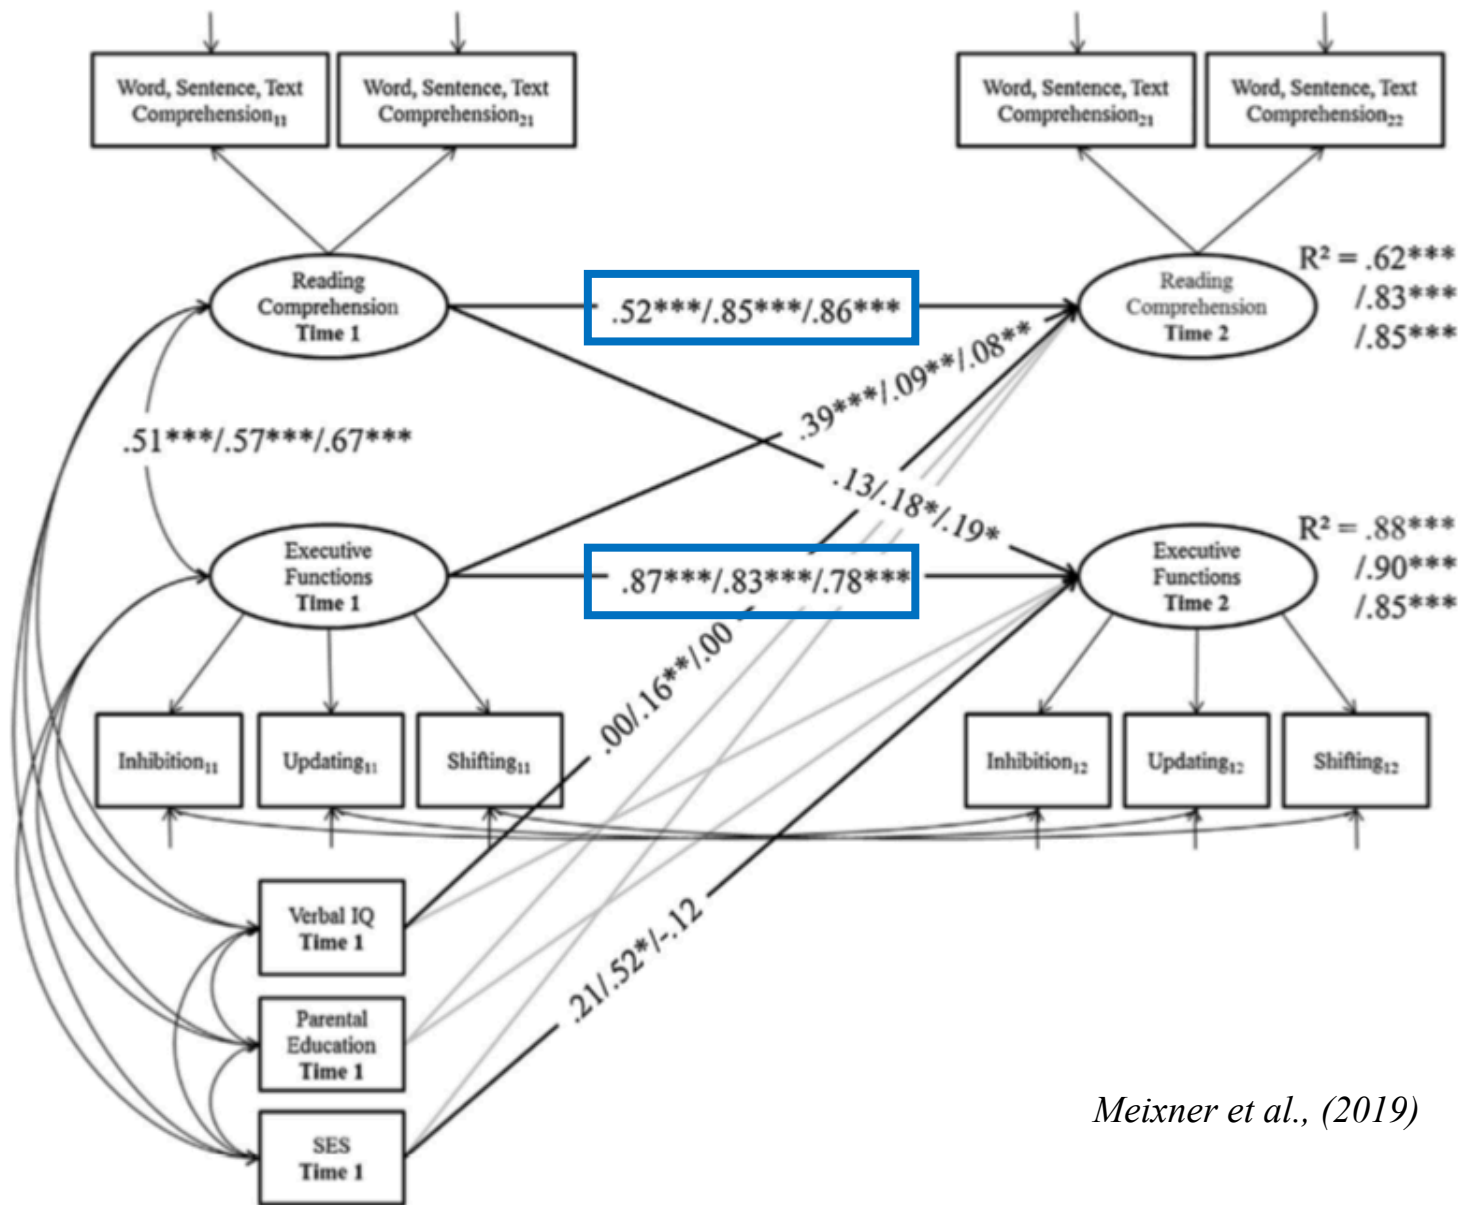 Word, Sentence, Text
Comprehension₁₁
Word, Sentence, Text
Comprehension₂₁
Word, Sentence, Text
Comprehension₂₁
Word, Sentence, Text
Comprehension₂₂
Reading
Comprehension
Time 1
.52***/.85***/.86***
Reading
Comprehension
Time 2
R² = .62***
/.83***
/.85***
.39***/.09**/.08**
.51***/.57***/.67***
.13/.18*/.19*
Executive
Functions
Time 1
.87***/.83***/.78***
Executive
Functions
Time 2
R² = .88***
/.90***
/.85***
.00/.16**/.00
Inhibition₁₁
Updating₁₁
Shifting₁₁
Inhibition₁₂
Updating₁₂
Shifting₁₂
Verbal IQ
Time 1
.21/.52*/-.12
Parental
Education
Time 1
SES
Time 1
Meixner et al., (2019)